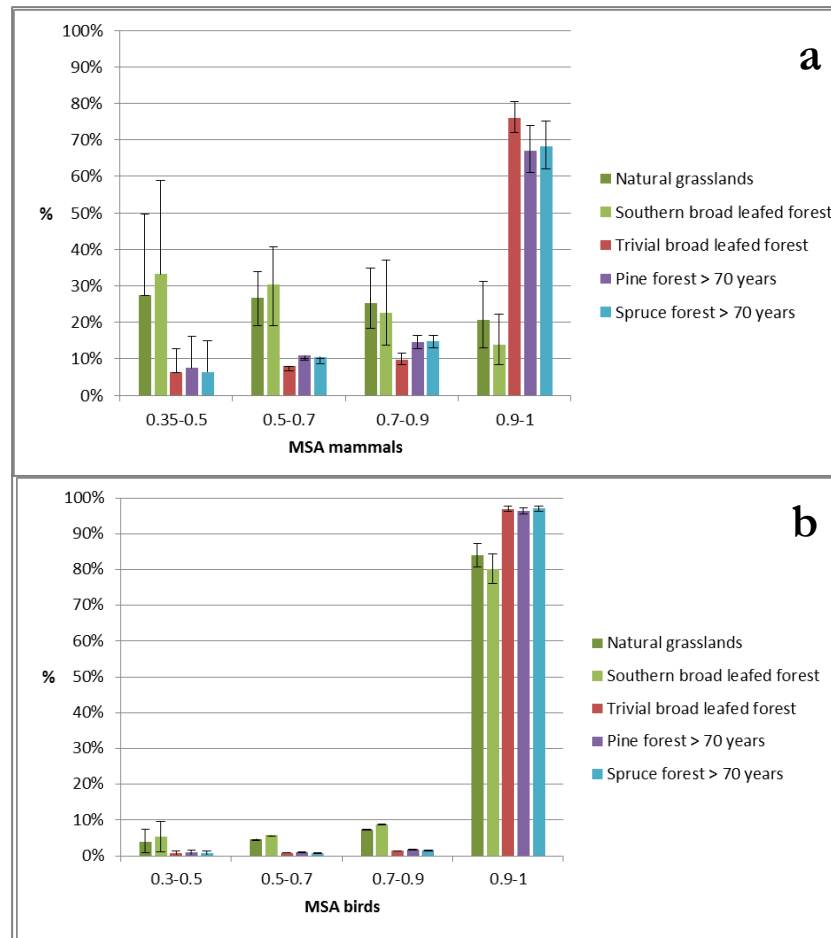 a
100%
90%
80%
70%
60%
50%
40%
30%
20%
10%
0%
%
0.35-0.5 0.5-0.7 0.7-0.9 0.9-1
MSA mammals
Natural grasslands
Southern broad leafed forest
Trivial broad leafed forest
Pine forest > 70 years
Spruce forest > 70 years
b
100%
90%
80%
70%
60%
50%
40%
30%
20%
10%
0%
%
0.3-0.5 0.5-0.7 0.7-0.9 0.9-1
MSA birds
Natural grasslands
Southern broad leafed forest
Trivial broad leafed forest
Pine forest > 70 years
Spruce forest > 70 years